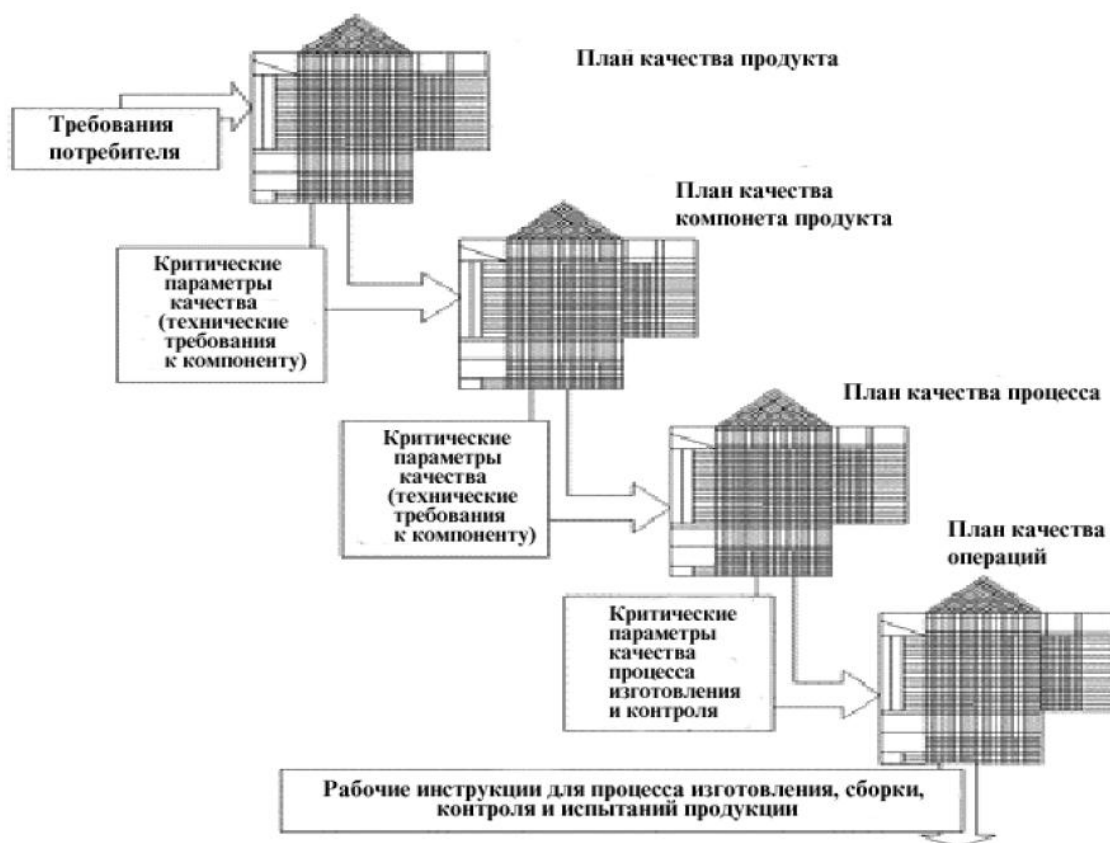 План качества продукта
Требования
потребителя
План качества
компонета продукта
Критические
параметры
качества
(технические
требования
к компоненту)
План качества процесса
Критические
параметры
качества
(технические
требования
к компоненту)
План качества
операций
Критические
параметры
качества
процесса
изготовления
и контроля
Рабочие инструкции для процесса изготовления, сборки,
контроля и испытаний продукции